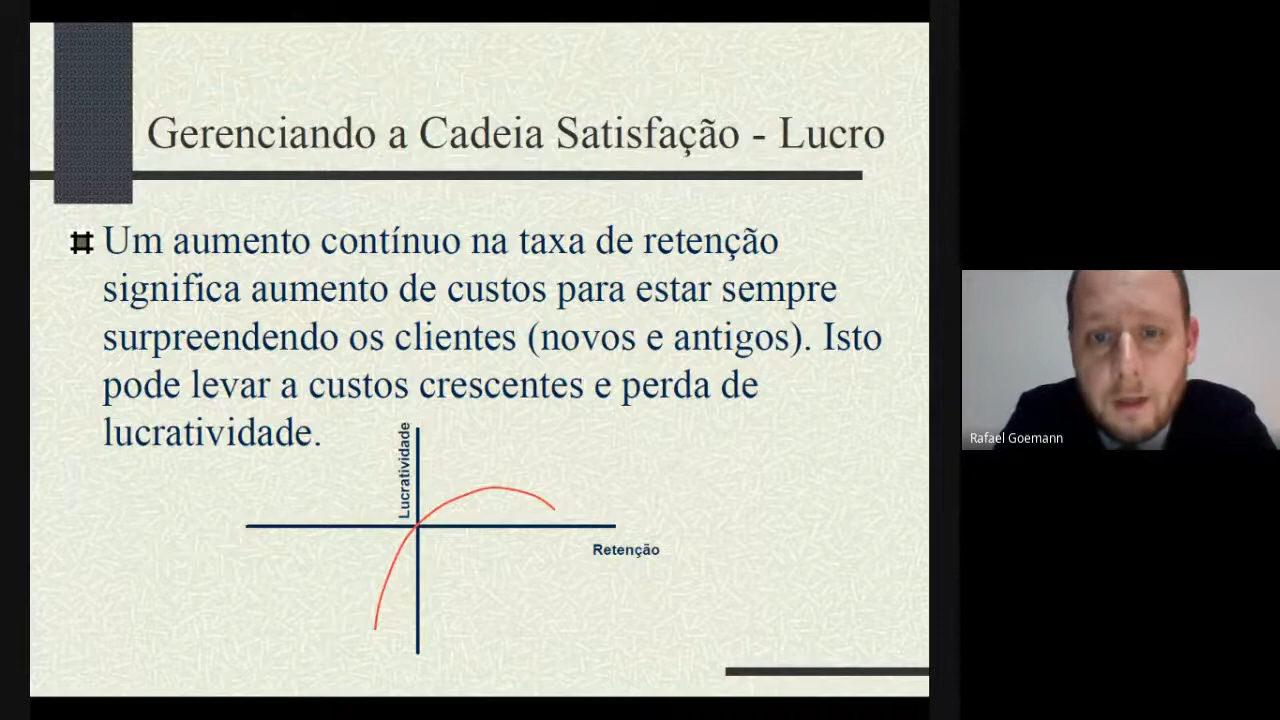 Gerenciando a Cadeia Satisfação - Lucro
Um aumento contínuo na taxa de retenção
significa aumento de custos para estar sempre
surpreendendo os clientes (novos e antigos). Isto
pode levar a custos crescentes e perda de
lucratividade.
Lucratividade
Retenção
Rafael Goemann